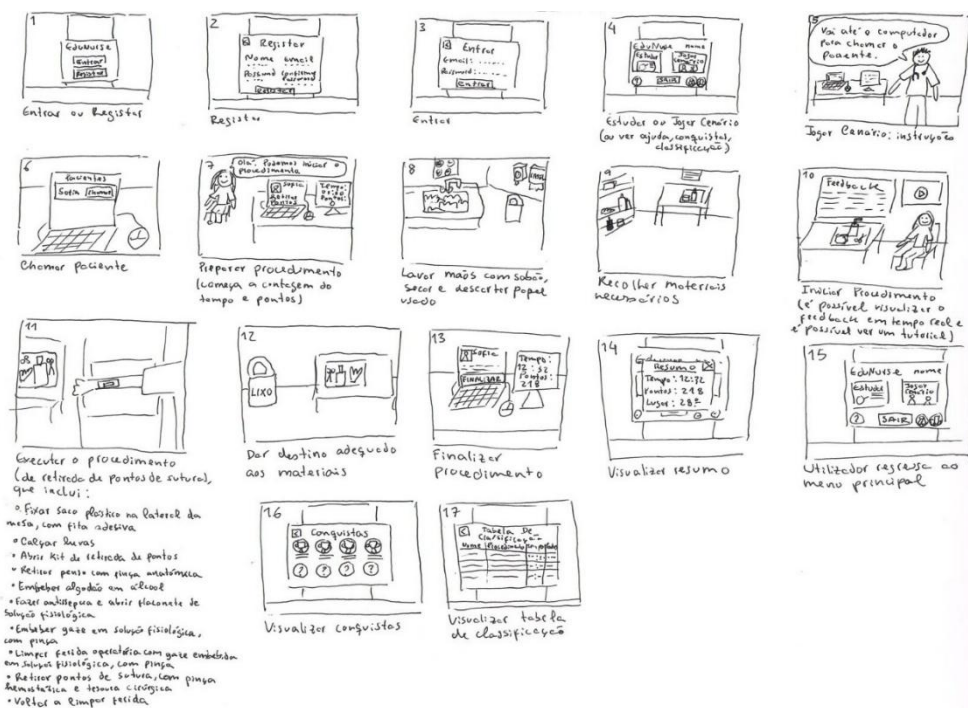 1
EduNurse
Entrar
Registar
Entrar ou Registar
2
Registar
Nome Email
Password Confirmar
Password
Registar
Registar
3
Entrar
Email:
Password:
Entrar
Entrar
4
EduNurse nome
Estudar Jogar
Cenário
? SAIR
Estudar ou Jogar Cenário
(ou ver ajuda, conquistas,
classificação)
5
Vai até o computador
para chamar o
paciente.
Jogar Cenário: instrução
6
Pacientes
Sofia Chamar
Chamar Paciente
7
Olá. Podemos iniciar o
procedimento
Sofia
Retirar
Pontos
Tempo:
Pontos:
Preparar procedimento
(começa a contagem do
tempo e pontos)
8
Lavar mãos com sabão,
secar e descartar papel
usado
9
Recolher materiais
necessários
10
Feedback
Iniciar Procedimento
(é possível visualizar o
feedback em tempo real e
é possível ver um tutorial)
11
Executar o procedimento
(de retirada de pontos de sutura),
que inclui:
• Fixar saco plástico na lateral da
mesa, com fita adesiva
• Calçar luvas
• Abrir Kit de retirada de pontos
• Retirar penso com pinça anatómica
• Embeber algodão em álcool
• Fazer antissepsia e abrir flaconete de
solução fisiológica
• Embeber gaze em solução fisiológica,
com pinça
• Limpar ferida operatória com gaze embebida
em solução fisiológica, com pinça
• Retirar pontos de sutura, com pinça
hemostática e tesoura cirúrgica
• Voltar a limpar ferida
12
LIXO
Dar destino adequado
aos materiais
13
Sofia
FINALIZAR
Tempo:
12:32
Pontos:
218
Finalizar
Procedimento
14
Resumo X
Tempo: 12:32
Pontos: 218
Lugar: 28º
Visualizar resumo
15
EduNurse nome
Estudar Jogar
Cenário
? SAIR
Utilizador regressa ao
menu principal
16
Conquistas
? ? ? ?
Visualizar conquistas
17
Tabela De
Classificação
Nome Procedimento
Visualizar tabela
de classificação